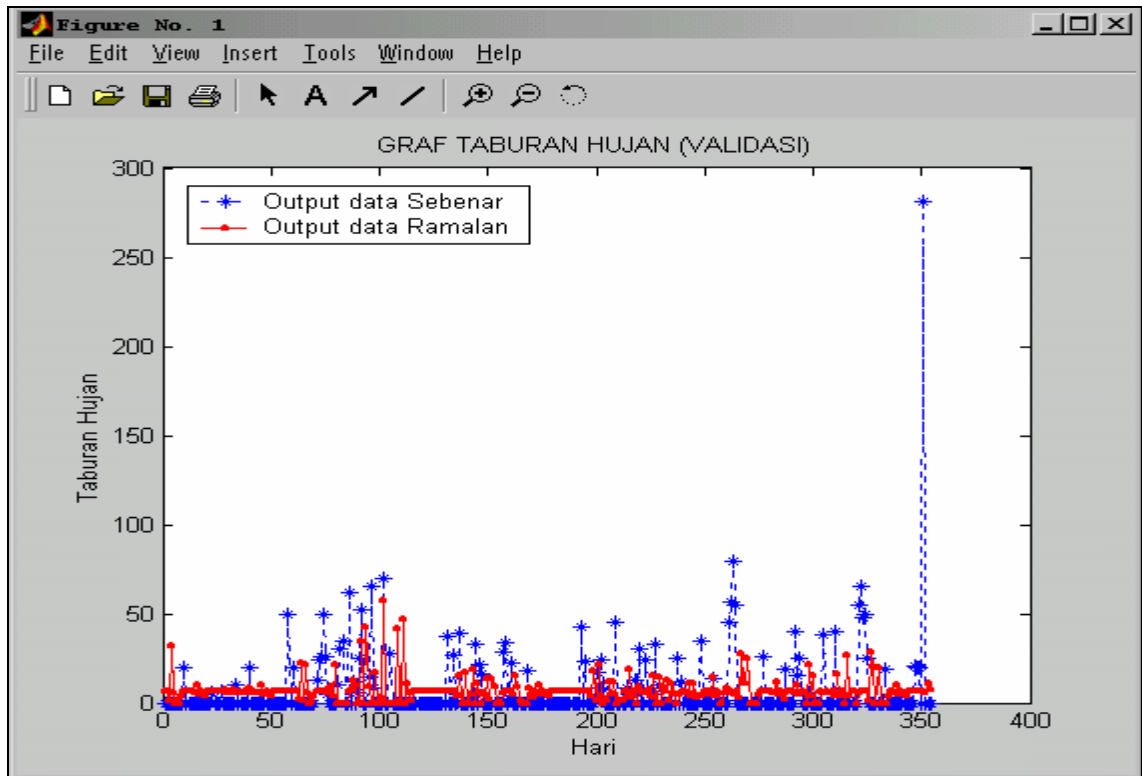 Figure No. 1
File Edit View Insert Tools Window Help
A
GRAF TABURAN HUJAN (VALIDASI)
Output data Sebenar
Output data Ramalan
Taburan Hujan
300
250
200
150
100
50
0
0 50 100 150 200 250 300 350 400
Hari